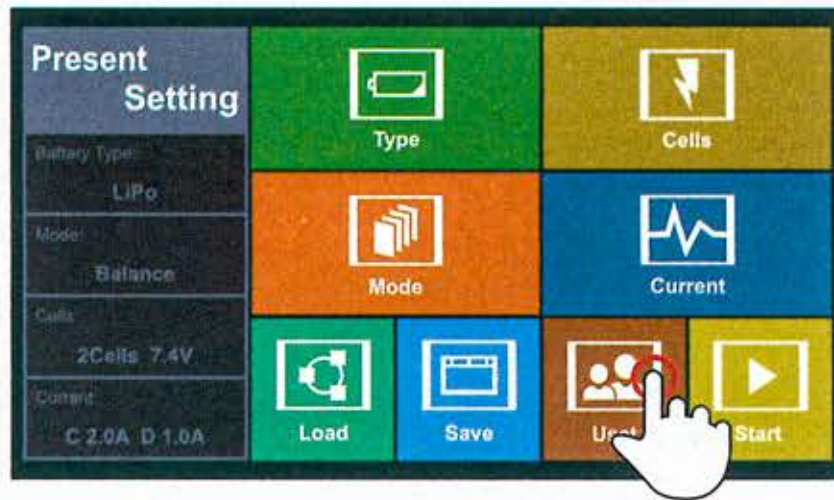 Present
Setting
Battery Type:
LiPo
Mode:
Balance
Cells:
2Cells 7.4V
Current:
C 2.0A D 1.0A
Type
Cells
Mode
Current
Load
Save
Start